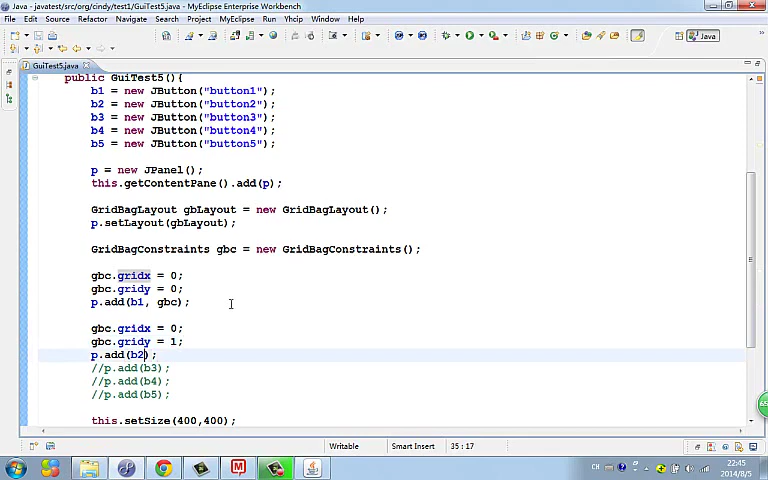 Java - javatest/src/org/cindy/test1/GuiTest5.java - MyEclipse Enterprise Workbench
File Edit Source Refactor Navigate Search Project MyEclipse Run Yhcip Window Help
Java
GuiTest5.java
public GuiTest5(){
b1 = new JButton("button1");
b2 = new JButton("button2");
b3 = new JButton("button3");
b4 = new JButton("button4");
b5 = new JButton("button5");
p = new JPanel();
this.getContentPane().add(p);
GridBagLayout gbLayout = new GridBagLayout();
p.setLayout(gbLayout);
GridBagConstraints gbc = new GridBagConstraints();
gbc.gridx = 0;
gbc.gridy = 0;
p.add(b1, gbc);
gbc.gridx = 0;
gbc.gridy = 1;
p.add(b2);
//p.add(b3);
//p.add(b4);
//p.add(b5);
this.setSize(400,400);
65
Writable Smart Insert 35 : 17
CH 22:45
2014/8/5